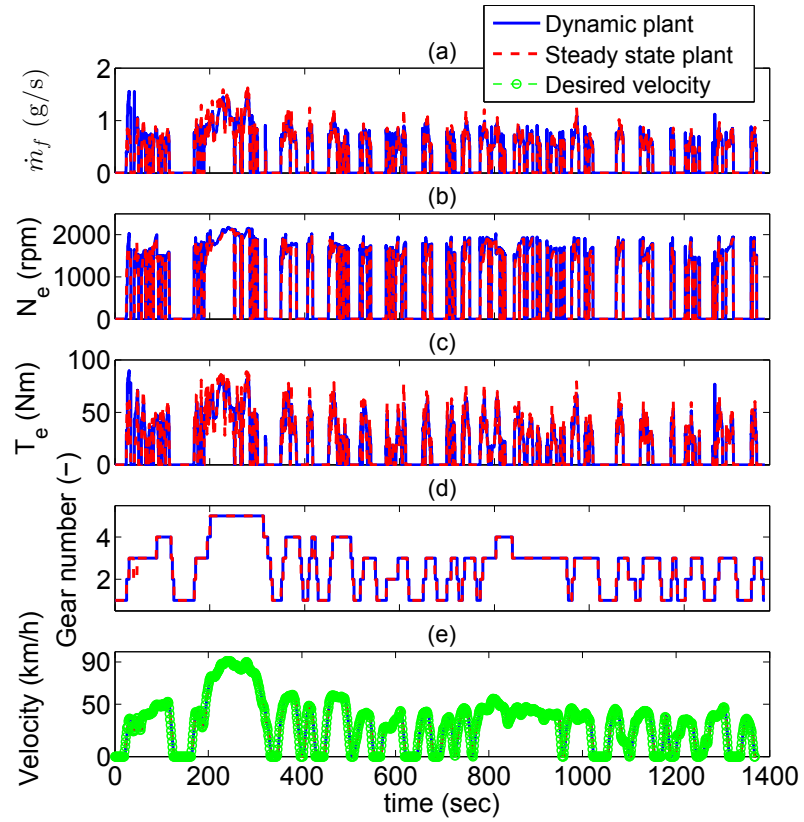 Dynamic plant
Steady state plant
Desired velocity
(a)
ṁ_f (g/s)
2
1
0
(b)
N_e (rpm)
2000
1000
0
(c)
T_e (Nm)
100
50
0
(d)
Gear number (−)
4
2
(e)
Velocity (km/h)
90
50
0
0 200 400 600 800 1000 1200 1400
time (sec)